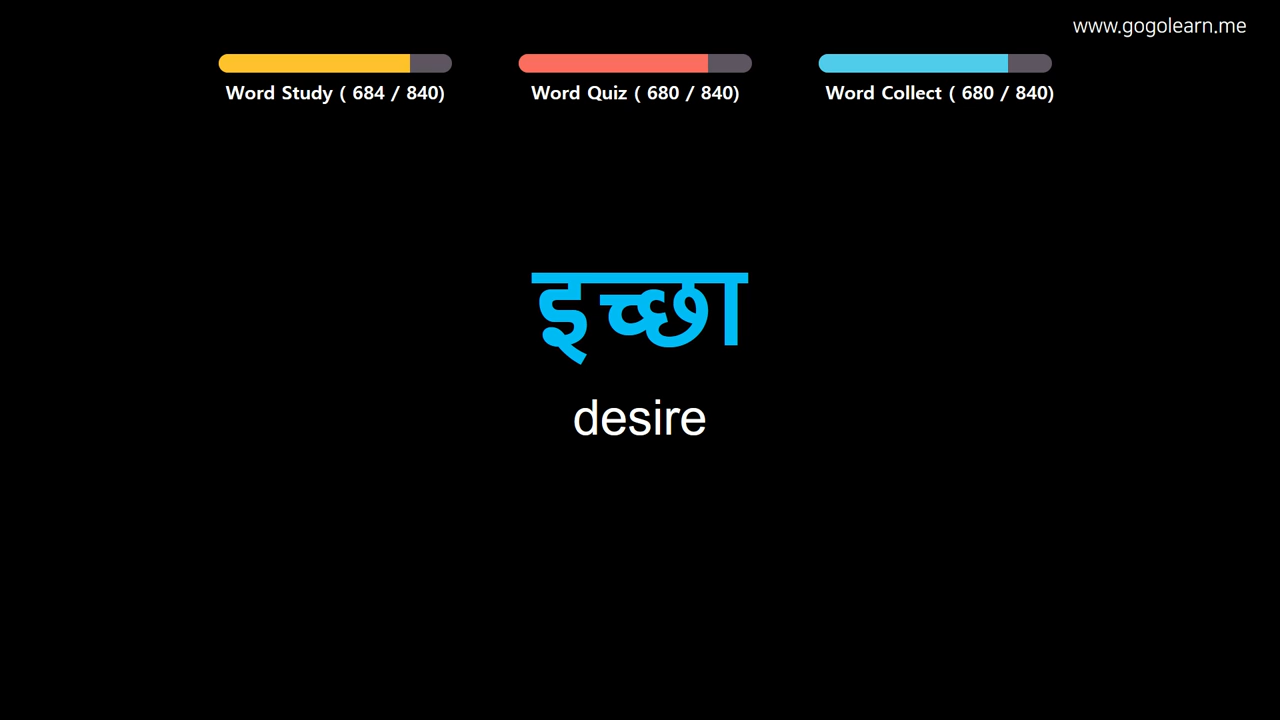 www.gogolearn.me
Word Study ( 684 / 840)
Word Quiz ( 680 / 840)
Word Collect ( 680 / 840)
इच्छा
desire